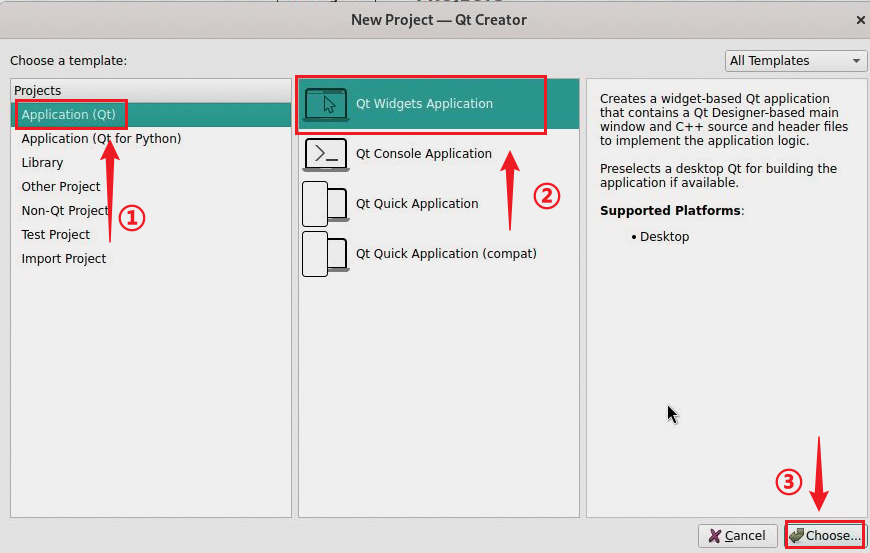 New Project — Qt Creator
Choose a template:
All Templates
Projects
Application (Qt)
Application (Qt for Python)
Library
Other Project
Non-Qt Project
Test Project
Import Project
①
Qt Widgets Application
Qt Console Application
Qt Quick Application
Qt Quick Application (compat)
②
Creates a widget-based Qt application
that contains a Qt Designer-based main
window and C++ source and header files
to implement the application logic.
Preselects a desktop Qt for building the
application if available.
Supported Platforms:
• Desktop
③
Cancel
Choose...